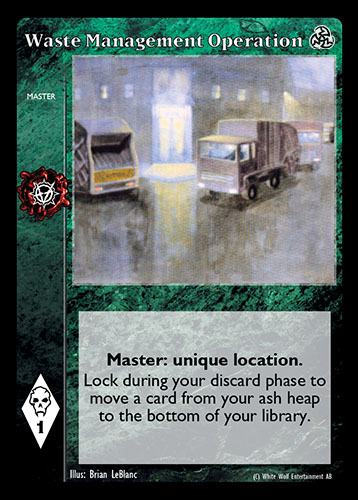 Waste Management Operation
MASTER
Master: unique location.
Lock during your discard phase to
move a card from your ash heap
to the bottom of your library.
1
Illus: Brian LeBlanc
(C) White Wolf Entertainment AB